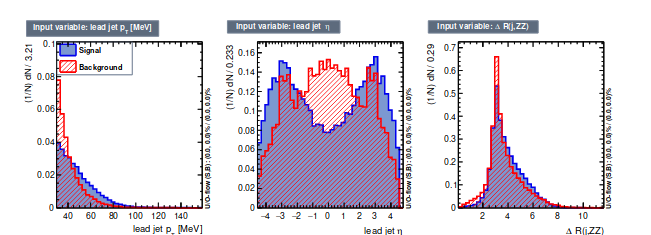 Input variable: lead jet p_T [MeV]
(1/N) dN / 3.21
Signal
Background
0.1
0.08
0.06
0.04
0.02
0
40 60 80 100 120 140
lead jet p_T [MeV]
U/O-flow (S,B): (0.0, 0.0)% / (0.0, 0.0)%
Input variable: lead jet η
(1/N) dN / 0.233
0.16
0.14
0.12
0.1
0.08
0.06
0.04
0.02
0
−4 −3 −2 −1 0 1 2 3 4
lead jet η
U/O-flow (S,B): (0.0, 0.0)% / (0.0, 0.0)%
Input variable: Δ R(j,ZZ)
(1/N) dN / 0.29
0.7
0.6
0.5
0.4
0.3
0.2
0.1
0
2 4 6 8 10
Δ R(j,ZZ)
U/O-flow (S,B): (0.0, 0.0)% / (0.0, 0.0)%